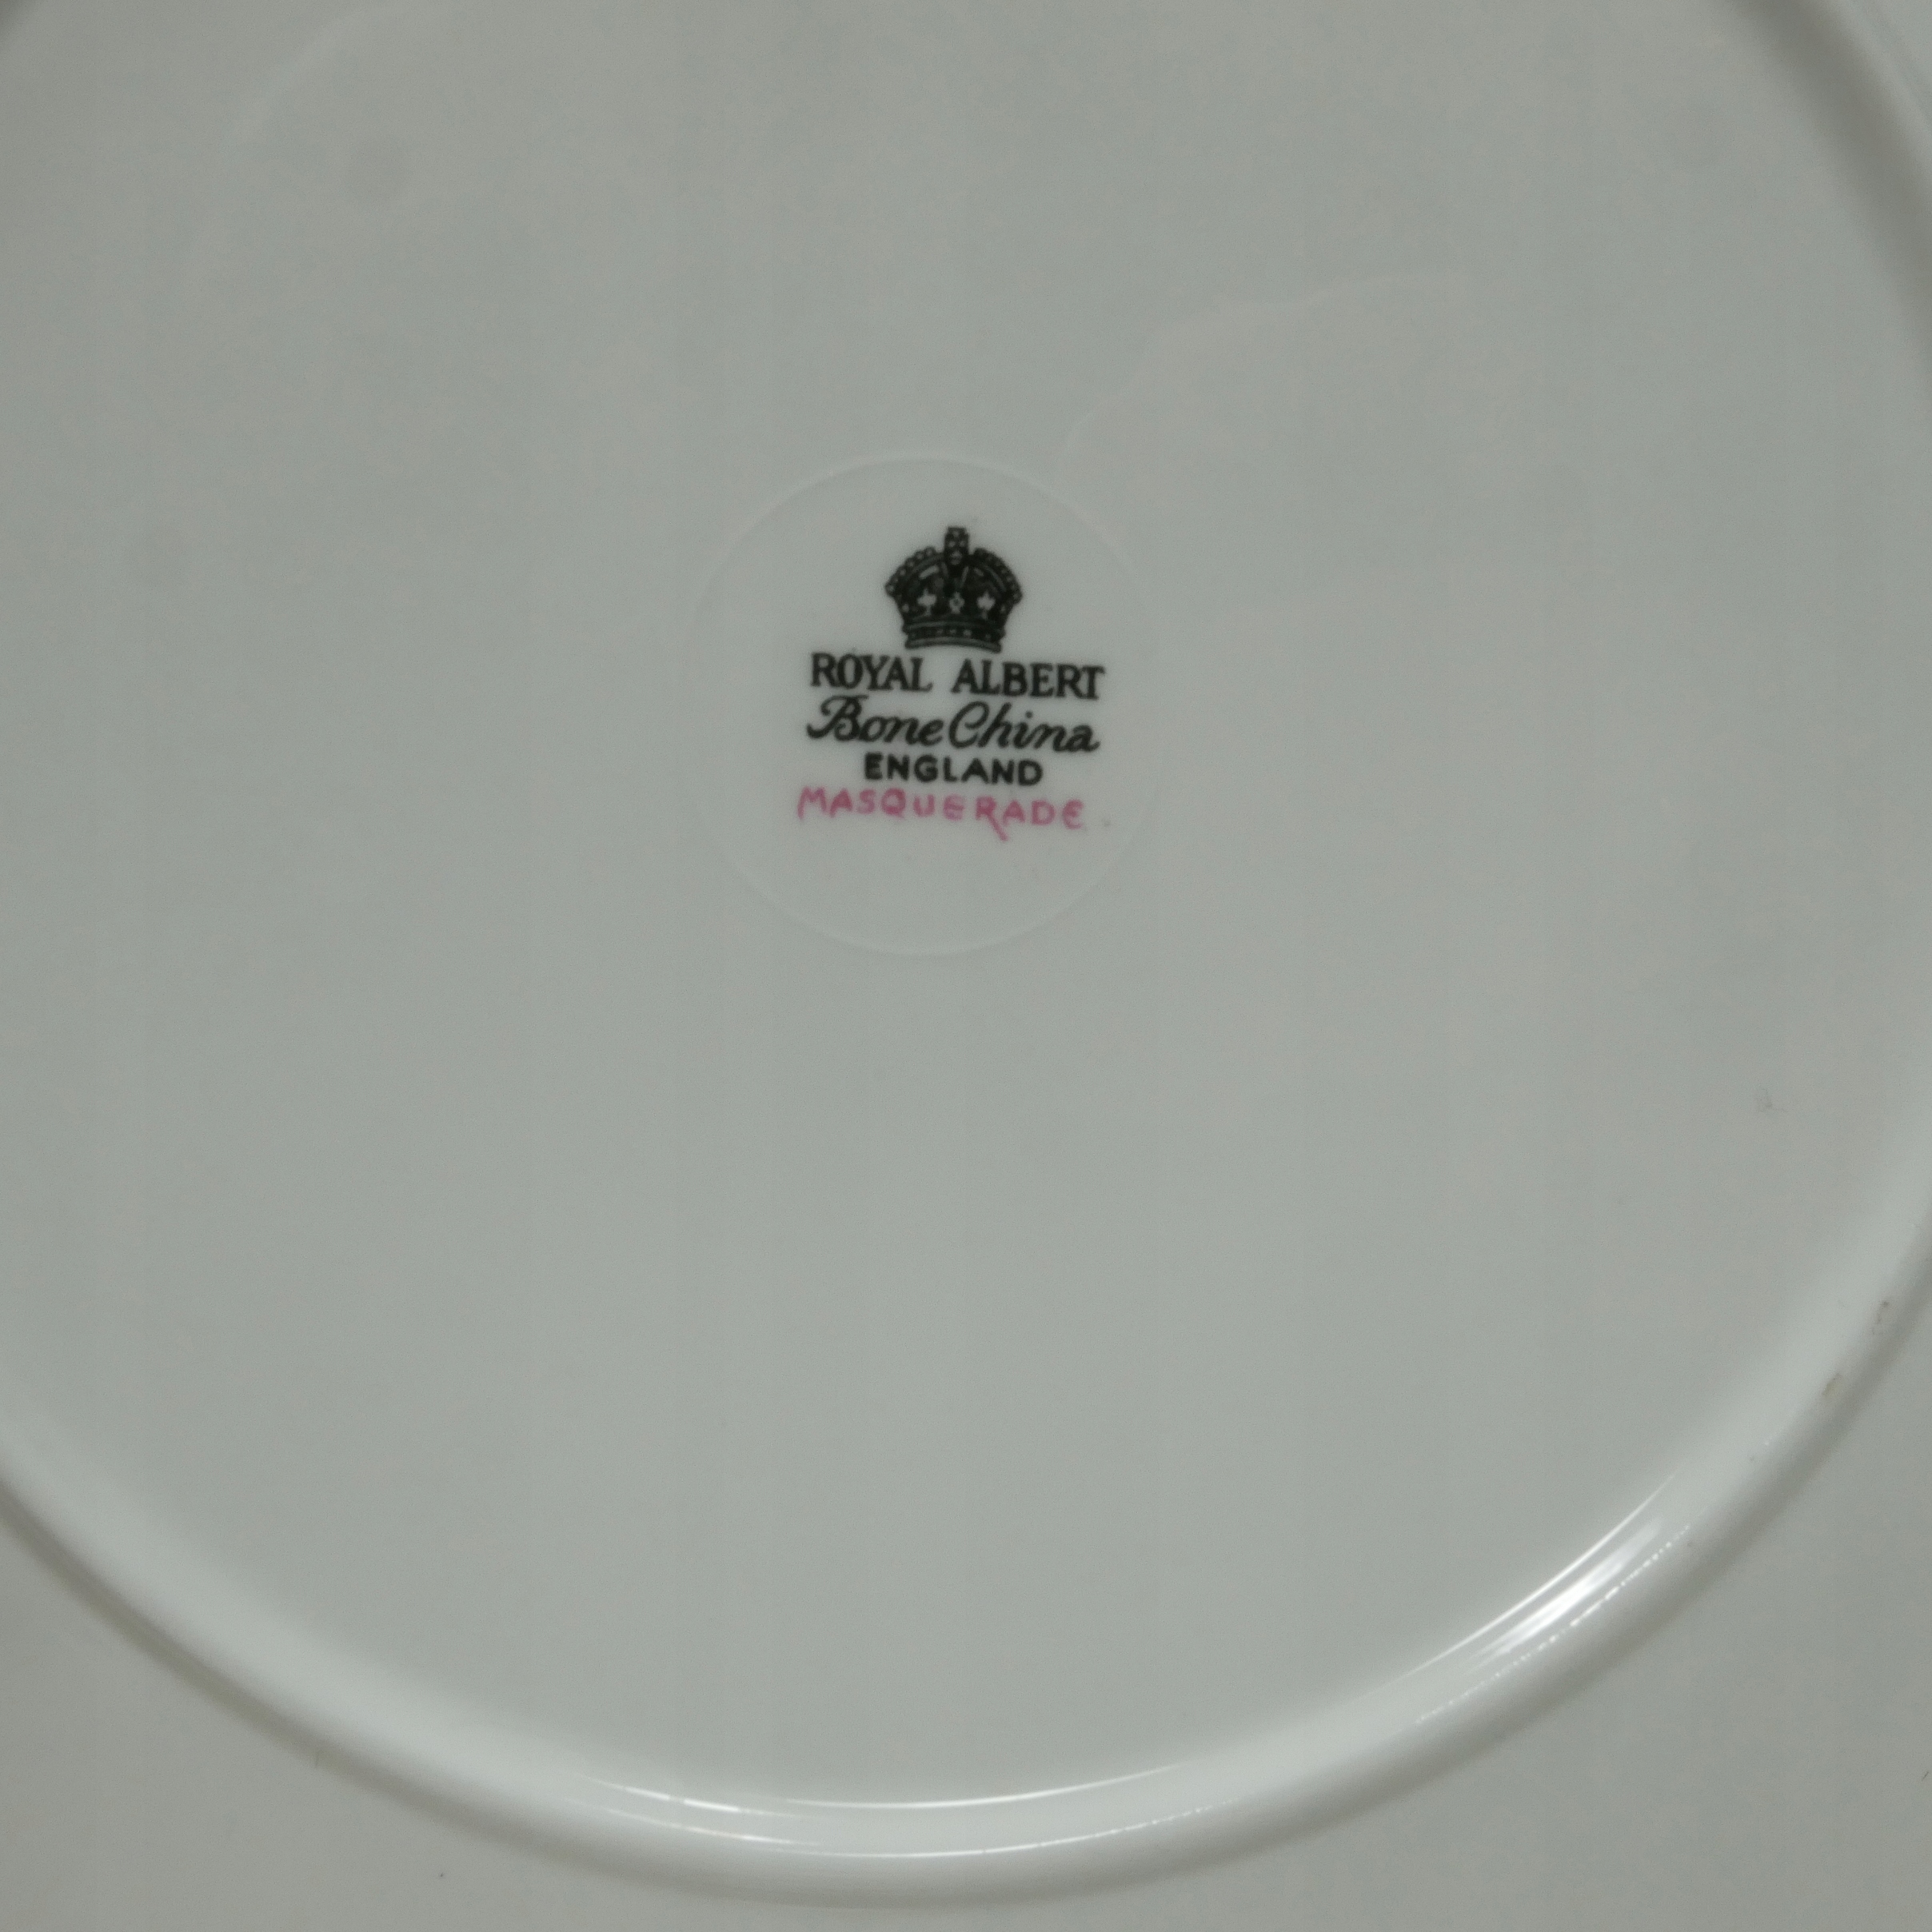 ROYAL ALBERT
Bone China
ENGLAND
MASQUERADE